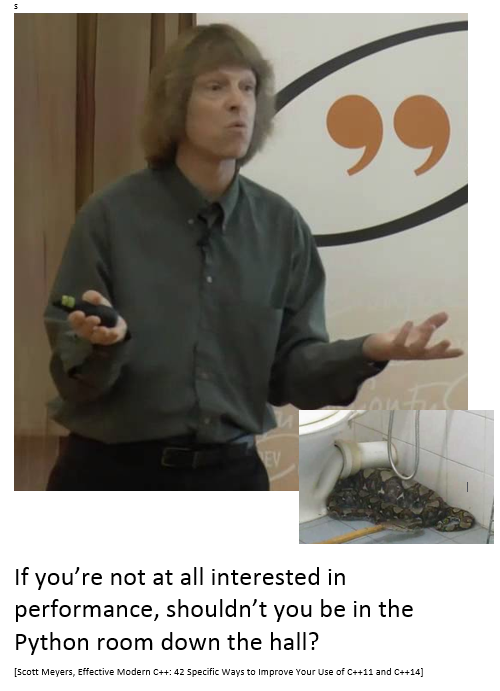 s
”
EV
If you’re not at all interested in
performance, shouldn’t you be in the
Python room down the hall?
[Scott Meyers, Effective Modern C++: 42 Specific Ways to Improve Your Use of C++11 and C++14]